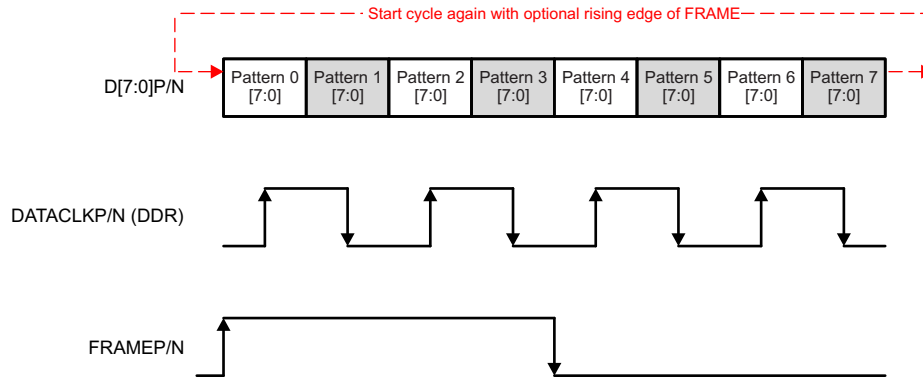 Start cycle again with optional rising edge of FRAME
D[7:0]P/N
Pattern 0
[7:0]
Pattern 1
[7:0]
Pattern 2
[7:0]
Pattern 3
[7:0]
Pattern 4
[7:0]
Pattern 5
[7:0]
Pattern 6
[7:0]
Pattern 7
[7:0]
DATACLKP/N (DDR)
FRAMEP/N